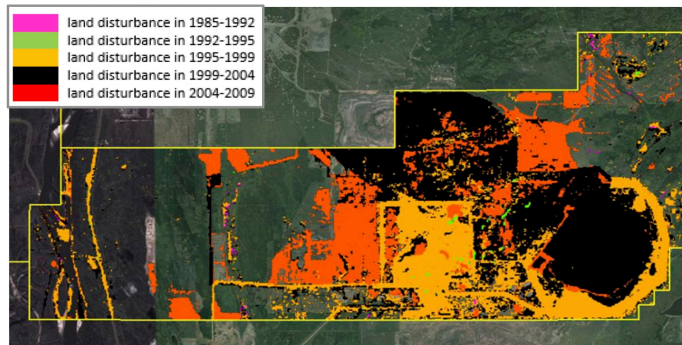 land disturbance in 1985-1992
land disturbance in 1992-1995
land disturbance in 1995-1999
land disturbance in 1999-2004
land disturbance in 2004-2009